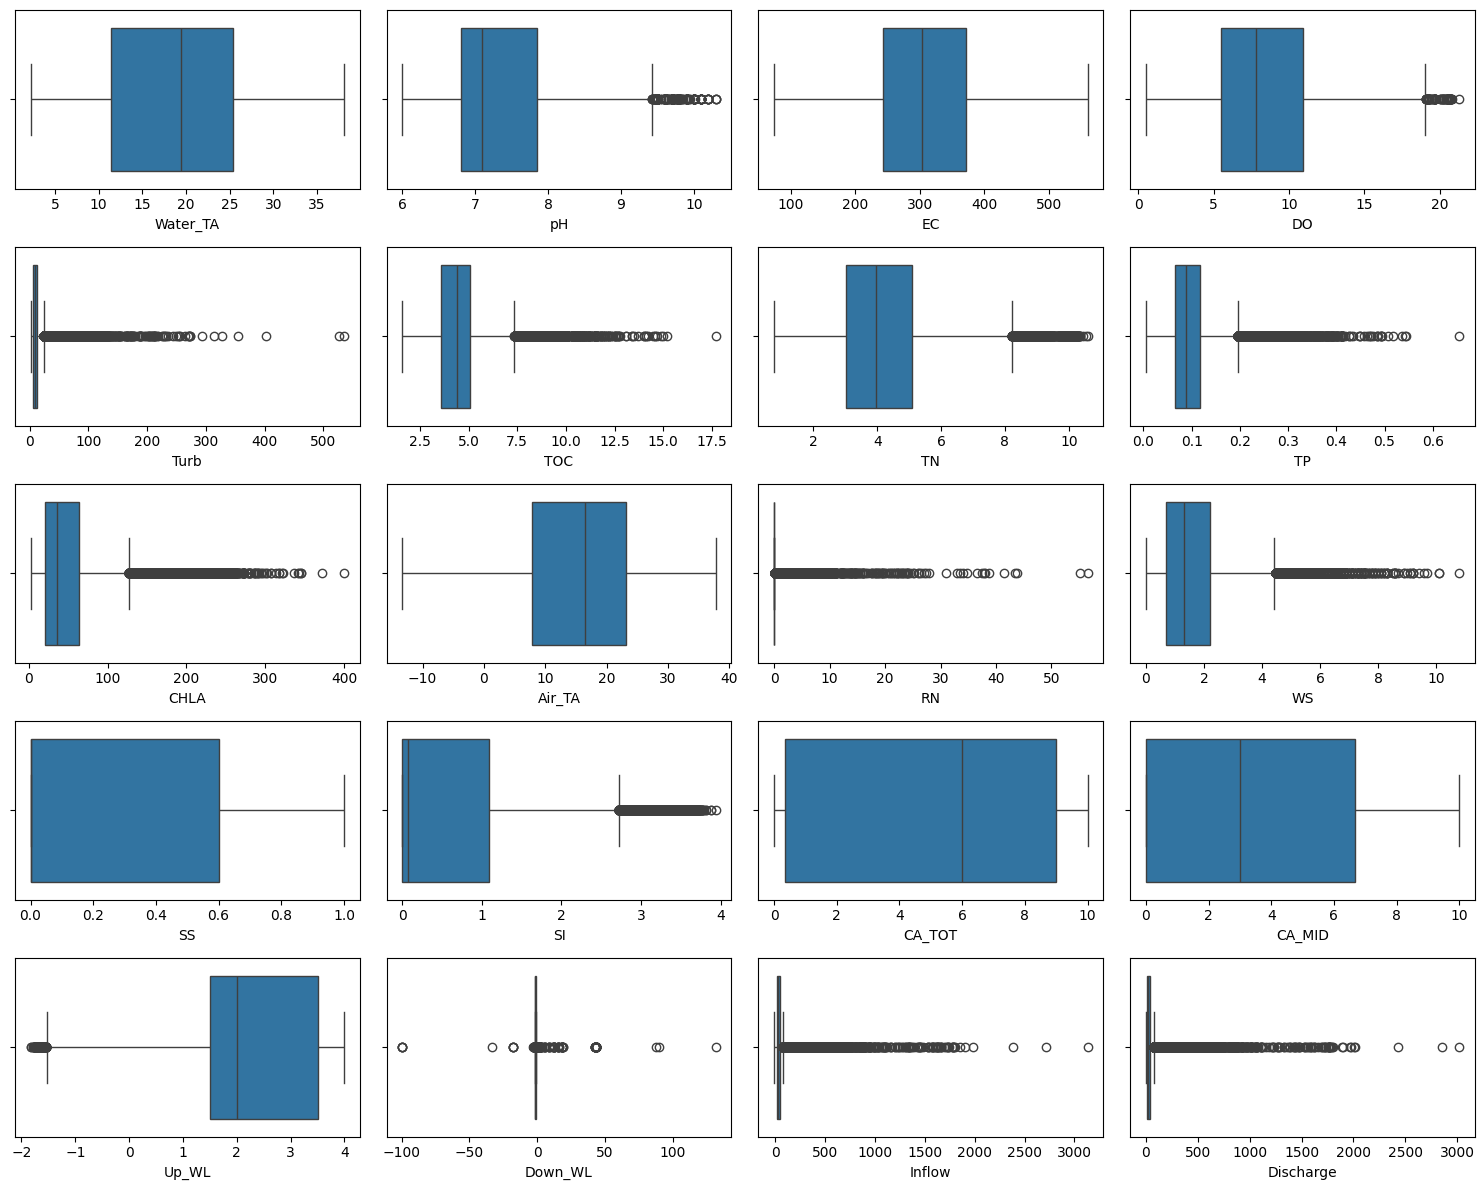 5 10 15 20 25 30 35
Water_TA
6 7 8 9 10
pH
100 200 300 400 500
EC
0 5 10 15 20
DO
0 100 200 300 400 500
Turb
2.5 5.0 7.5 10.0 12.5 15.0 17.5
TOC
2 4 6 8 10
TN
0.0 0.1 0.2 0.3 0.4 0.5 0.6
TP
0 100 200 300 400
CHLA
−10 0 10 20 30 40
Air_TA
0 10 20 30 40 50
RN
0 2 4 6 8 10
WS
0.0 0.2 0.4 0.6 0.8 1.0
SS
0 1 2 3 4
SI
0 2 4 6 8 10
CA_TOT
0 2 4 6 8 10
CA_MID
−2 −1 0 1 2 3 4
Up_WL
−100 −50 0 50 100
Down_WL
0 500 1000 1500 2000 2500 3000
Inflow
0 500 1000 1500 2000 2500 3000
Discharge